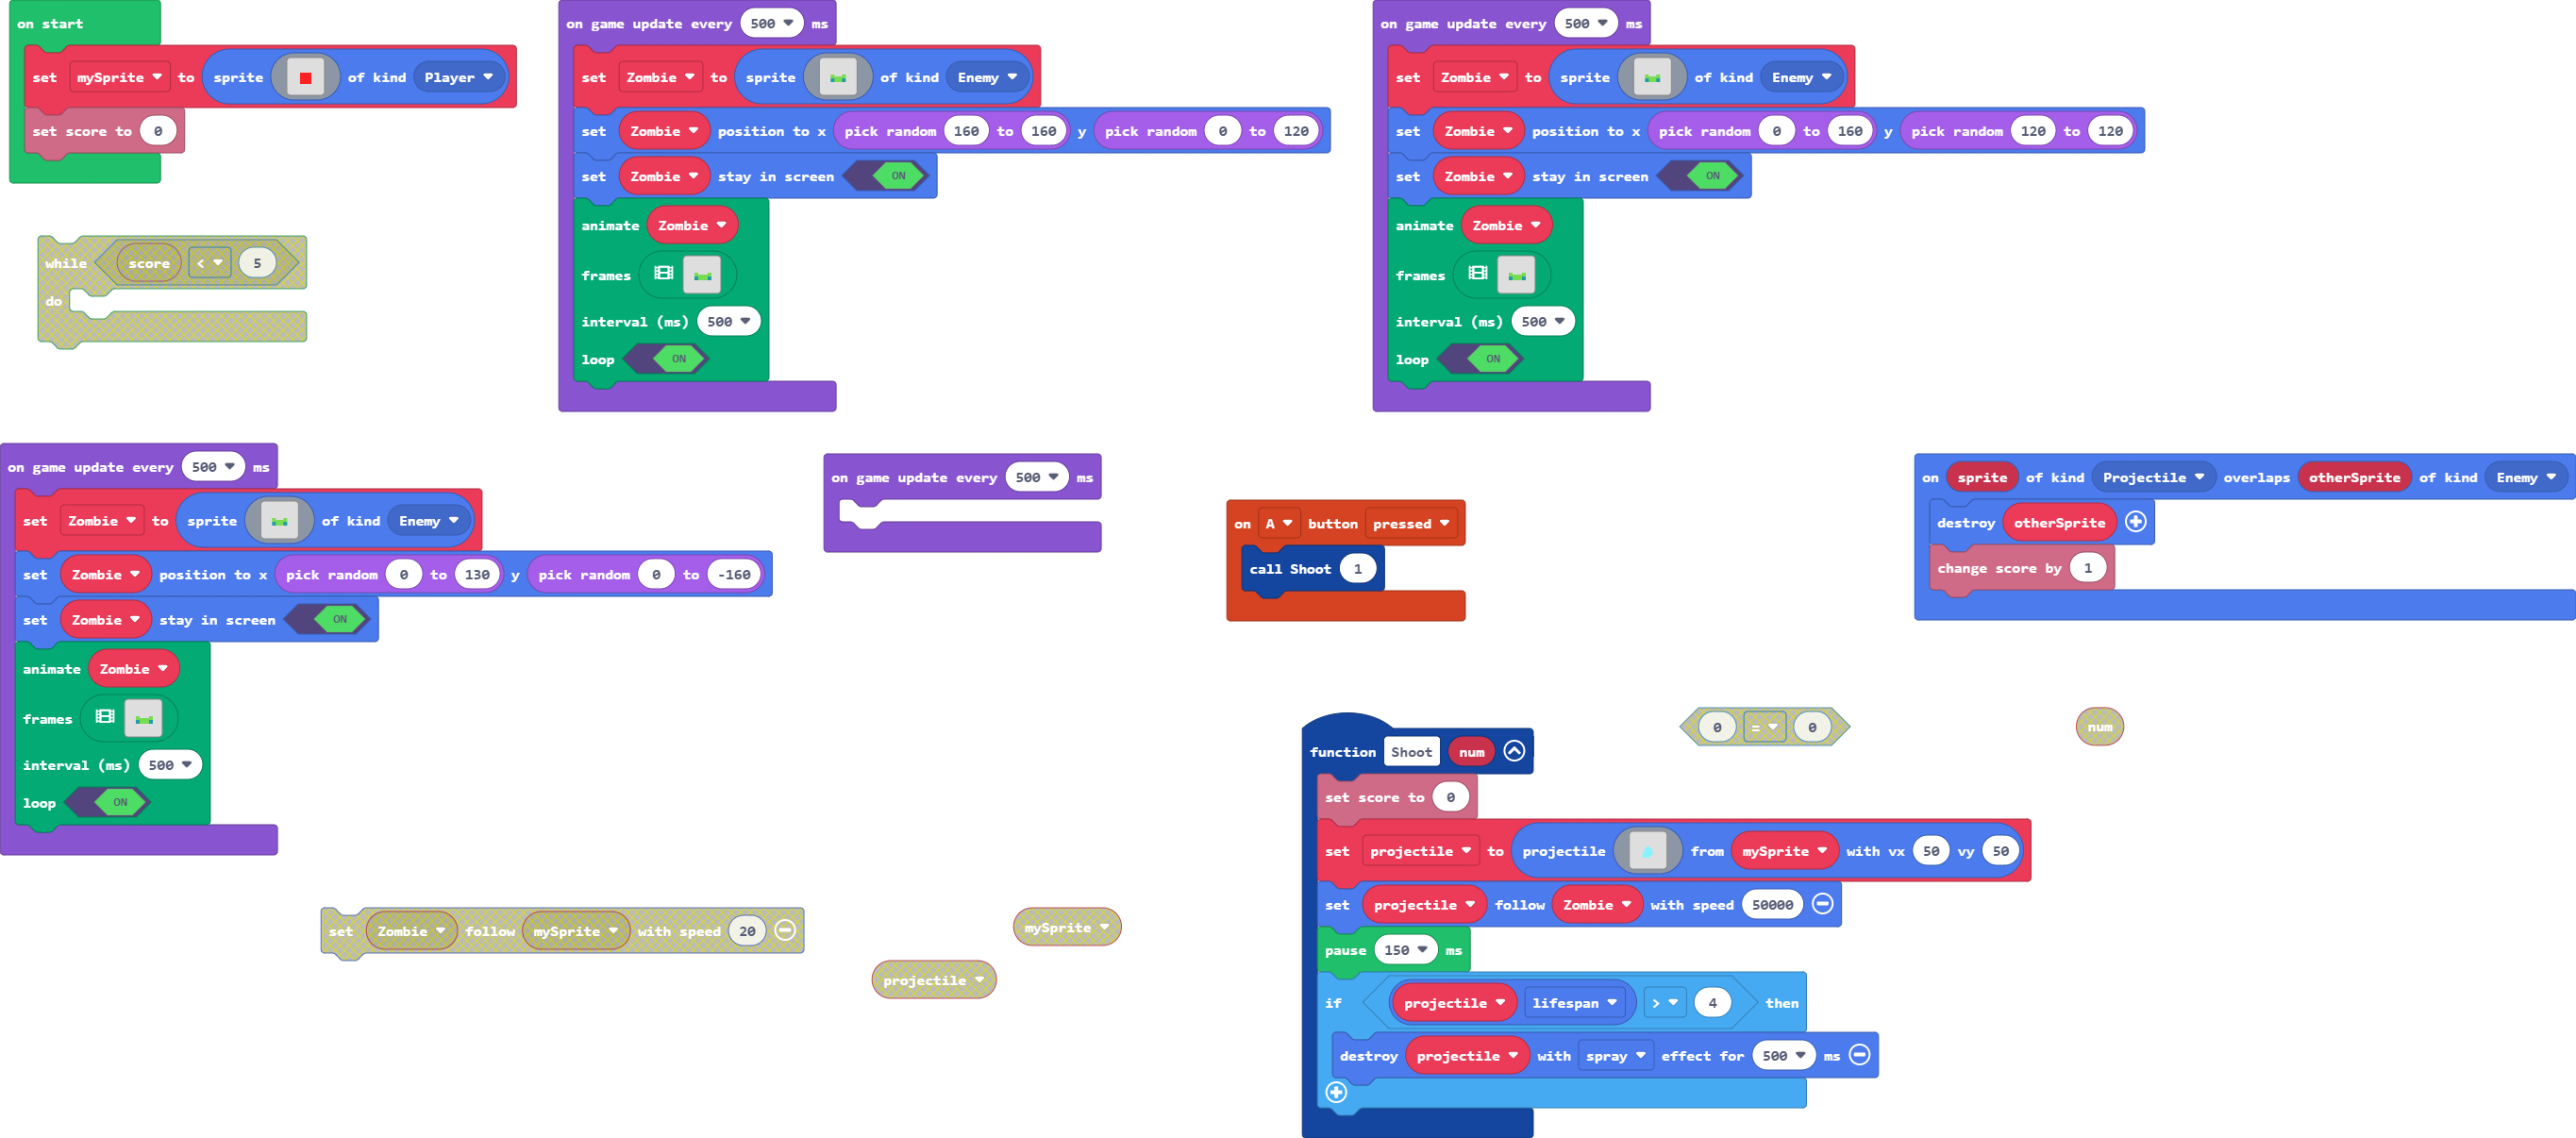 on start
set mySprite to sprite of kind Player
set score to 0
while score < 5
do
on game update every 500 ms
set Zombie to sprite of kind Enemy
set Zombie position to x pick random 160 to 160 y pick random 0 to 120
set Zombie stay in screen ON
animate Zombie
frames
interval (ms) 500
loop ON
on game update every 500 ms
set Zombie to sprite of kind Enemy
set Zombie position to x pick random 0 to 160 y pick random 120 to 120
set Zombie stay in screen ON
animate Zombie
frames
interval (ms) 500
loop ON
on game update every 500 ms
set Zombie to sprite of kind Enemy
set Zombie position to x pick random 0 to 130 y pick random 0 to -160
set Zombie stay in screen ON
animate Zombie
frames
interval (ms) 500
loop ON
on game update every 500 ms
on A button pressed
call Shoot 1
on sprite of kind Projectile overlaps otherSprite of kind Enemy
destroy otherSprite
change score by 1
0 = 0
num
function Shoot num
set score to 0
set projectile to projectile from mySprite with vx 50 vy 50
set projectile follow Zombie with speed 50000
pause 150 ms
if projectile lifespan > 4 then
destroy projectile with spray effect for 500 ms
set Zombie follow mySprite with speed 20
mySprite
projectile